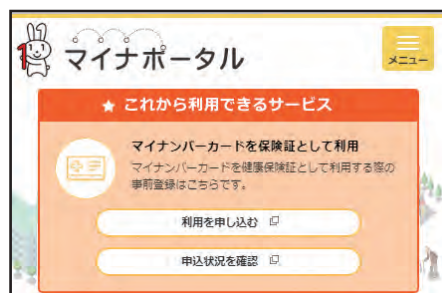 マイナポータル
メニュー
★ これから利用できるサービス
マイナンバーカードを保険証として利用
マイナンバーカードを健康保険証として利用する際の
事前登録はこちらです。
利用を申し込む
申込状況を確認